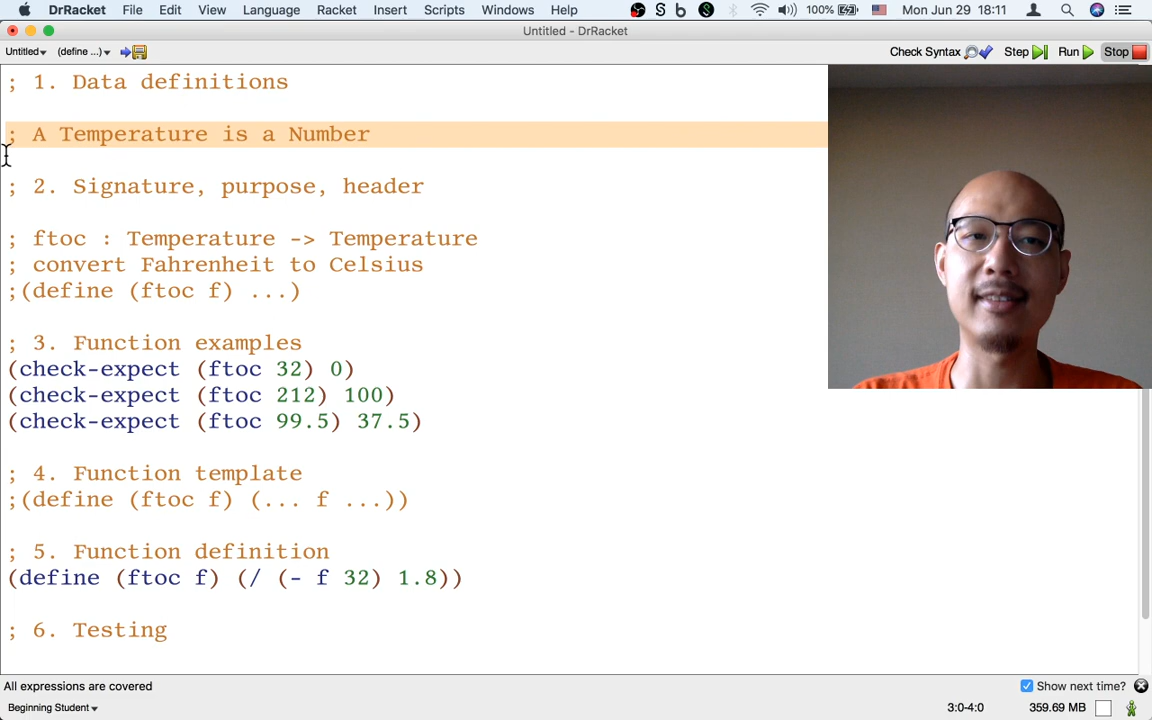 DrRacket File Edit View Language Racket Insert Scripts Windows Help 100% Mon Jun 29 18:11
Untitled - DrRacket
Untitled (define ...) Check Syntax Step Run Stop
; 1. Data definitions
; A Temperature is a Number
; 2. Signature, purpose, header
; ftoc : Temperature -> Temperature
; convert Fahrenheit to Celsius
;(define (ftoc f) ...)
; 3. Function examples
(check-expect (ftoc 32) 0)
(check-expect (ftoc 212) 100)
(check-expect (ftoc 99.5) 37.5)
; 4. Function template
;(define (ftoc f) (... f ...))
; 5. Function definition
(define (ftoc f) (/ (- f 32) 1.8))
; 6. Testing
All expressions are covered Show next time?
Beginning Student 3:0-4:0 359.69 MB